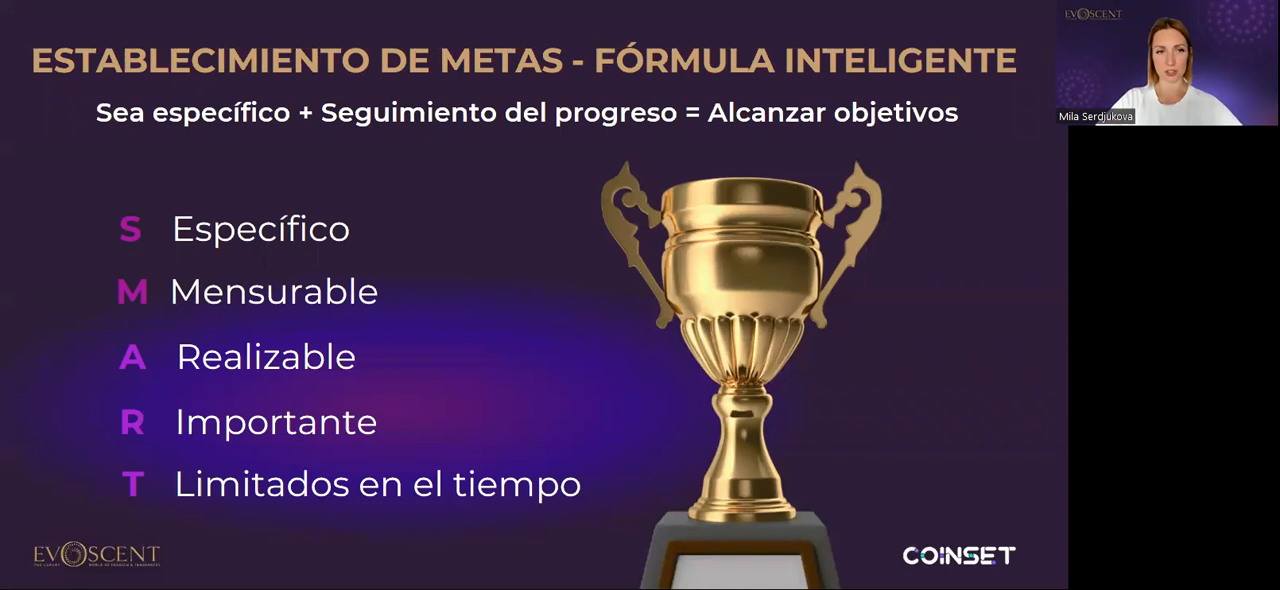 ESTABLECIMIENTO DE METAS - FÓRMULA INTELIGENTE
Sea específico + Seguimiento del progreso = Alcanzar objetivos
S Específico
M Mensurable
A Realizable
R Importante
T Limitados en el tiempo
EVOSCENT
COINSET
EVOSCENT
Mila Serdjukova